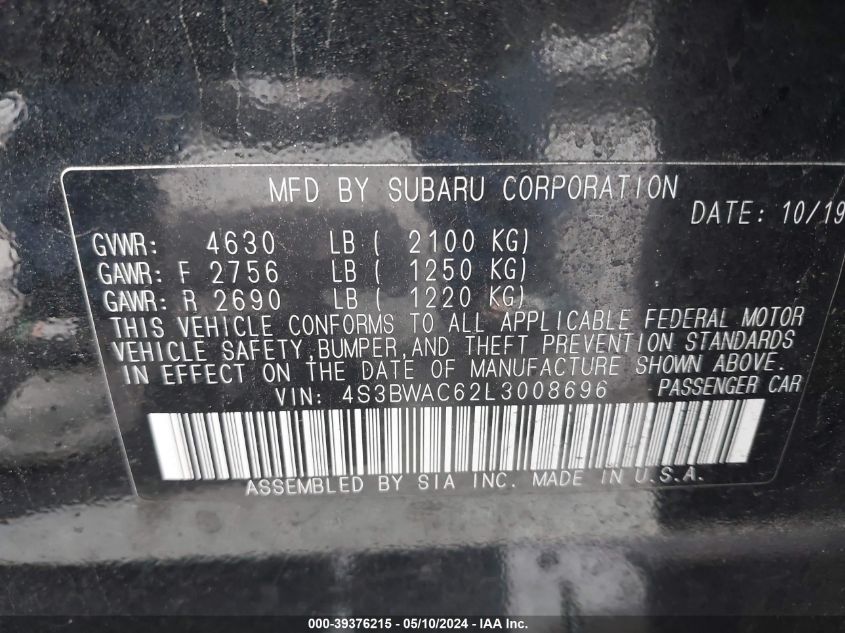 MFD BY SUBARU CORPORATION
DATE: 10/19
GVWR: 4630 LB ( 2100 KG)
GAWR: F 2756 LB ( 1250 KG)
GAWR: R 2690 LB ( 1220 KG)
THIS VEHICLE CONFORMS TO ALL APPLICABLE FEDERAL MOTOR
VEHICLE SAFETY,BUMPER,AND THEFT PREVENTION STANDARDS
IN EFFECT ON THE DATE OF MANUFACTURE SHOWN ABOVE.
VIN: 4S3BWAC62L3008696 PASSENGER CAR
ASSEMBLED BY SIA INC. MADE IN U.S.A.
000-39376215 - 05/10/2024 - IAA Inc.